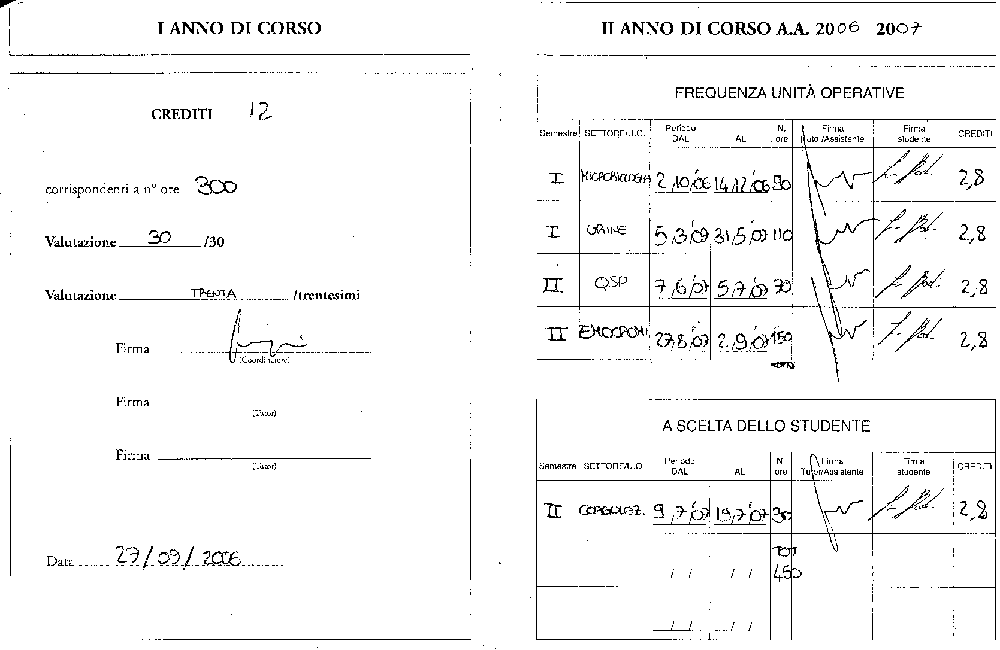 I ANNO DI CORSO
CREDITI 12
corrispondenti a n° ore 300
Valutazione 30 /30
Valutazione TRENTA /trentesimi
Firma
(Coordinatore)
Firma
(Tutor)
Firma
(Tutor)
Data 27/09/2006
II ANNO DI CORSO A.A. 2006 2007
FREQUENZA UNITÀ OPERATIVE
Semestre SETTORE/U.O. Periodo DAL AL N. ore Firma Tutor/Assistente Firma studente CREDITI
I MICROBIOLOGIA 2/10/'06 14/12/'06 90 2,8
I URINE 5/3/'07 31/5/'07 110 2,8
II QSP 7/6/'07 5/7/'07 70 2,8
II EMOCROMI 27/8/'07 2/9/'07 150 2,8
A SCELTA DELLO STUDENTE
Semestre SETTORE/U.O. Periodo DAL AL N. ore Firma Tutor/Assistente Firma studente CREDITI
II COAGULAZ. 9/7/'07 19/7/'07 30 2,8
TOT
/ / / / 450
/ / / /